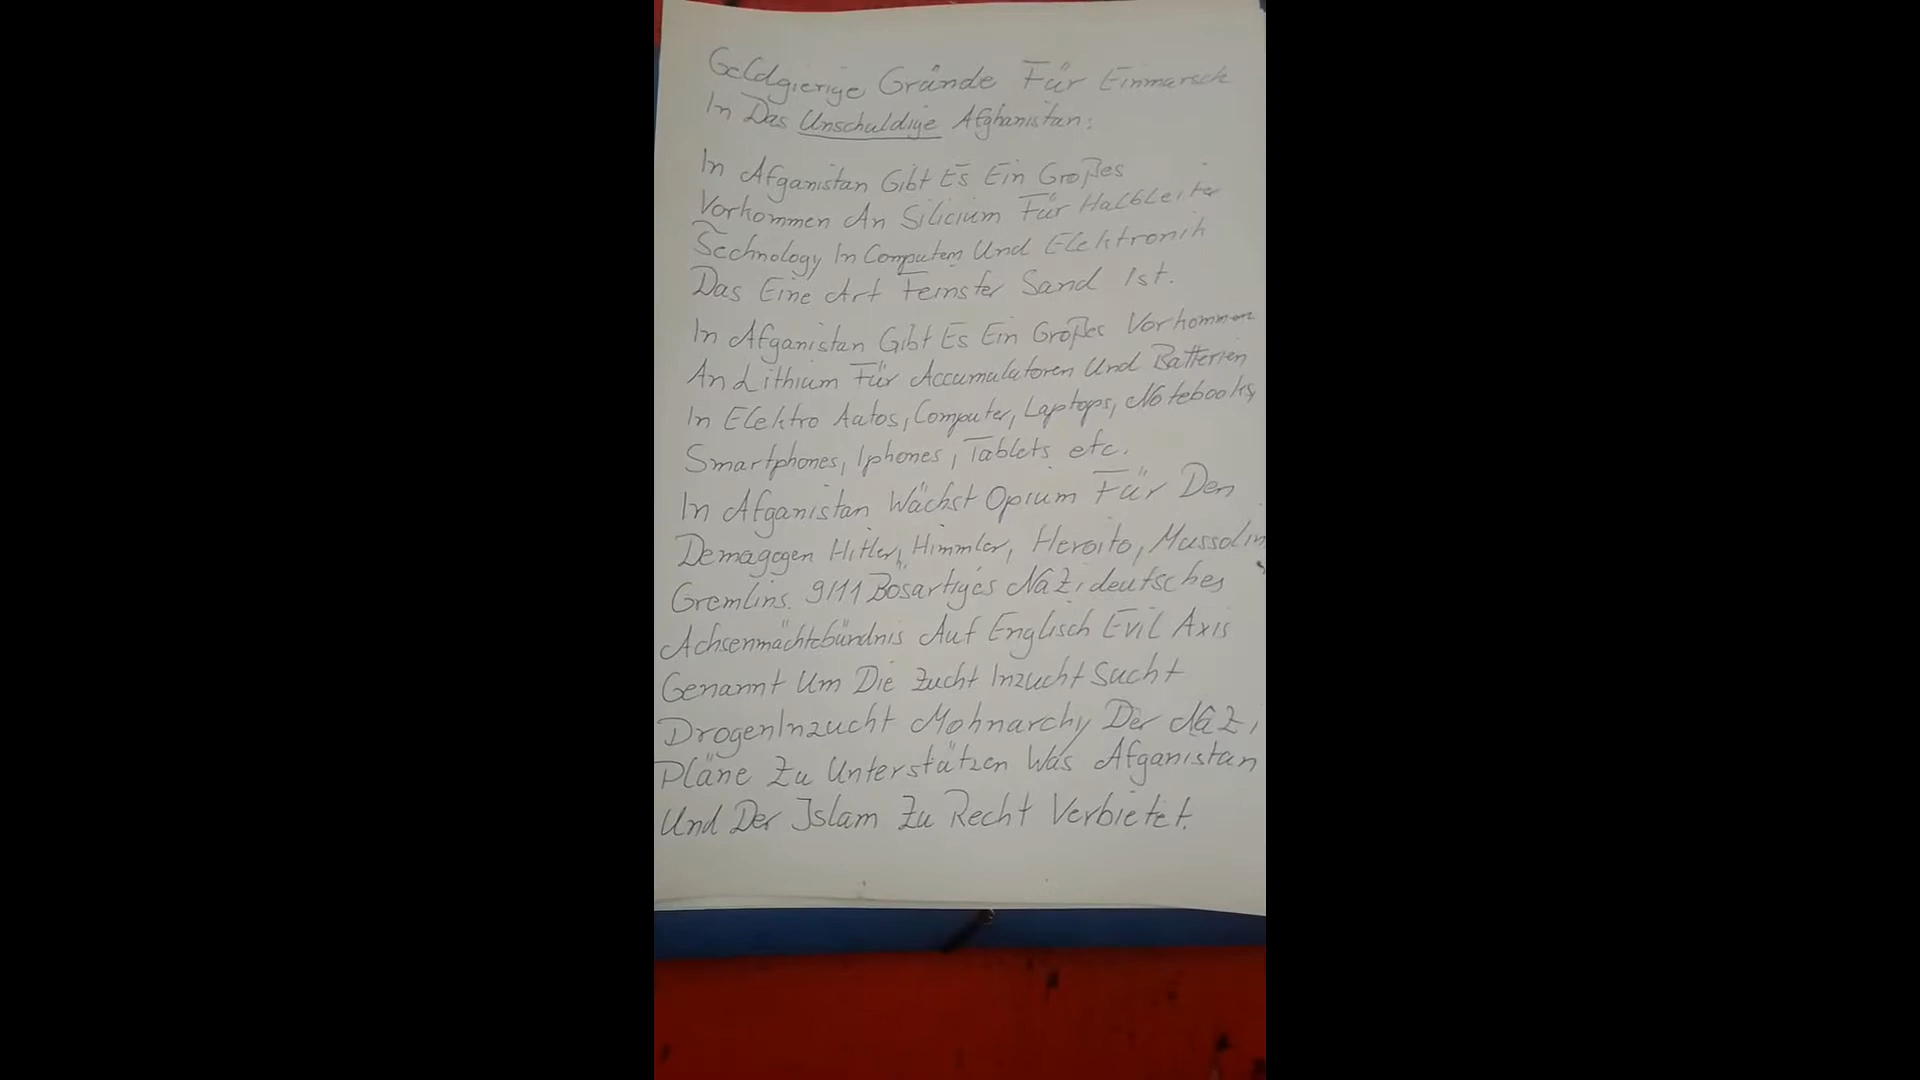 Geldgierige Gründe Für Einmarsch
In Das Unschuldige Afghanistan:
In Afganistan Gibt Es Ein Großes
Vorkommen An Silicium Für Halbleiter
Technology In Computern Und Elektronik
Das Eine Art Feinster Sand Ist.
In Afganistan Gibt Es Ein Großes Vorkommen
An Lithium Für Accumulatoren Und Batterien
In Elektro Autos, Computer, Laptops, Notebooks,
Smartphones, Iphones, Tablets etc.
In Afganistan Wächst Opium Für Den
Demagogen Hitler, Himmler, Heroito, Mussolin
Gremlins. 9/11 Bösartiges NaZi deutsches
Achsenmächtebündnis Auf Englisch Evil Axis
Genannt Um Die Zucht Inzucht Sucht
DrogenInzucht Mohnarchy Der NaZi
Pläne Zu Unterstützen Was Afganistan
Und Der Islam Zu Recht Verbietet.